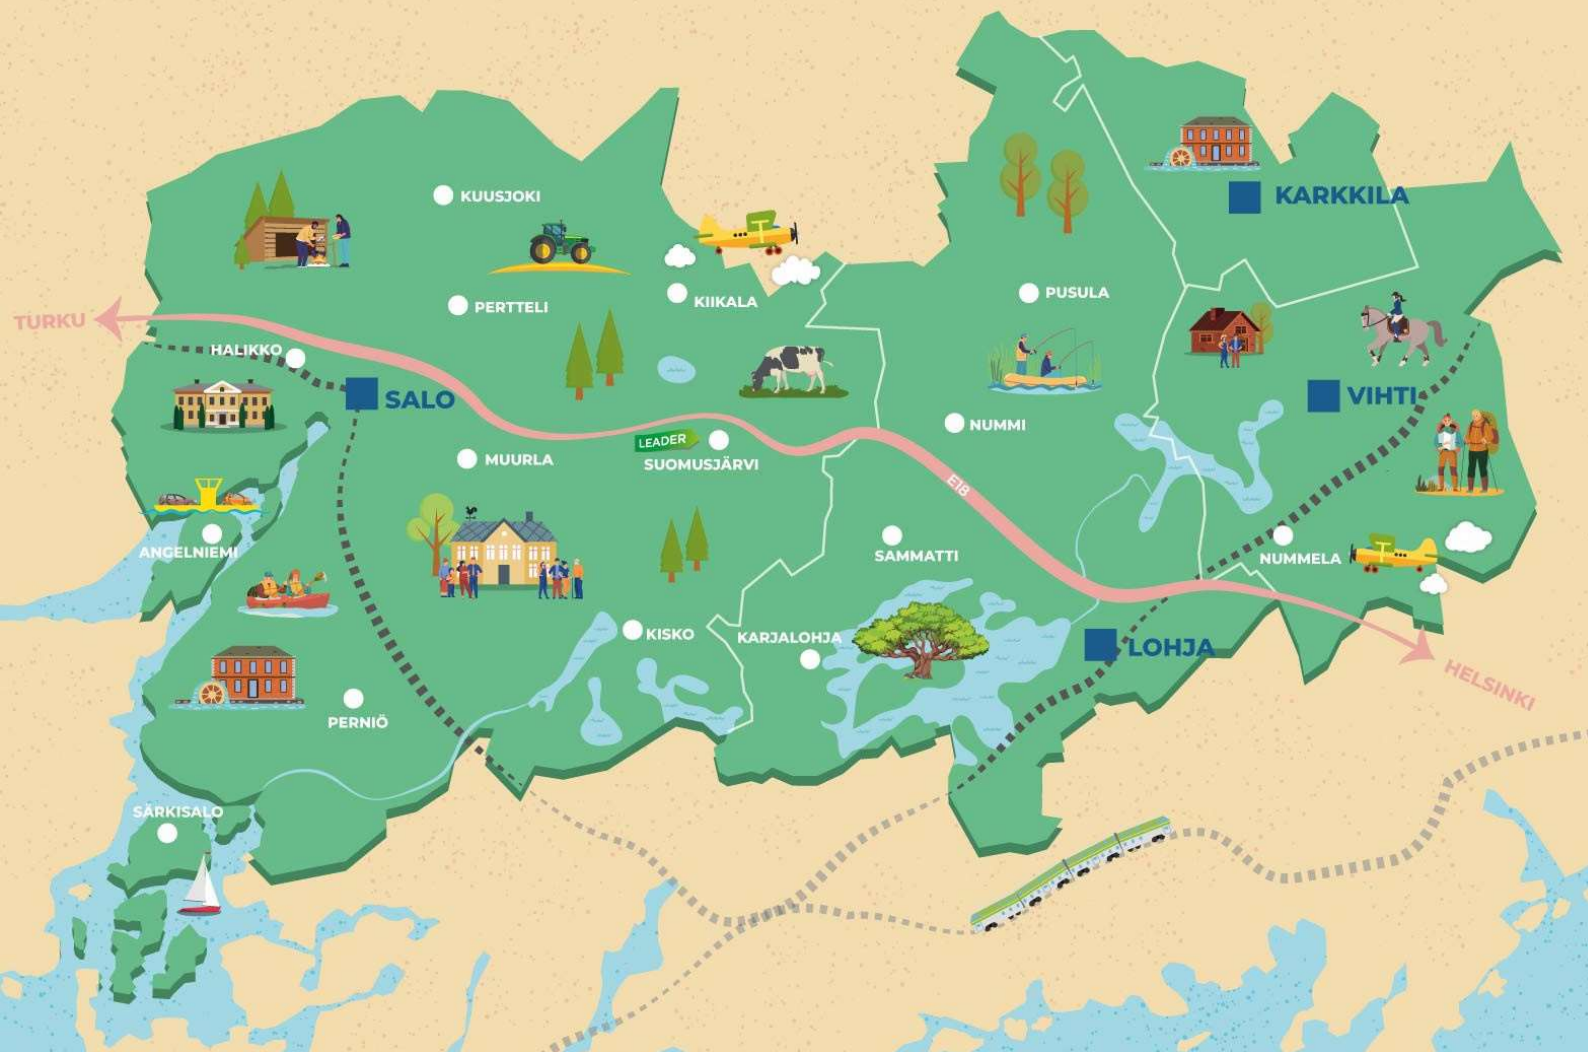 KARKKILA
KUUSJOKI
PUSULA
KIIKALA
PERTTELI
TURKU
HALIKKO
SALO
VIHTI
NUMMI
LEADER
MUURLA
SUOMUSJÄRVI
E18
ANGELNIEMI
SAMMATTI
NUMMELA
KISKO
KARJALOHJA
LOHJA
HELSINKI
PERNIÖ
SÄRKISALO